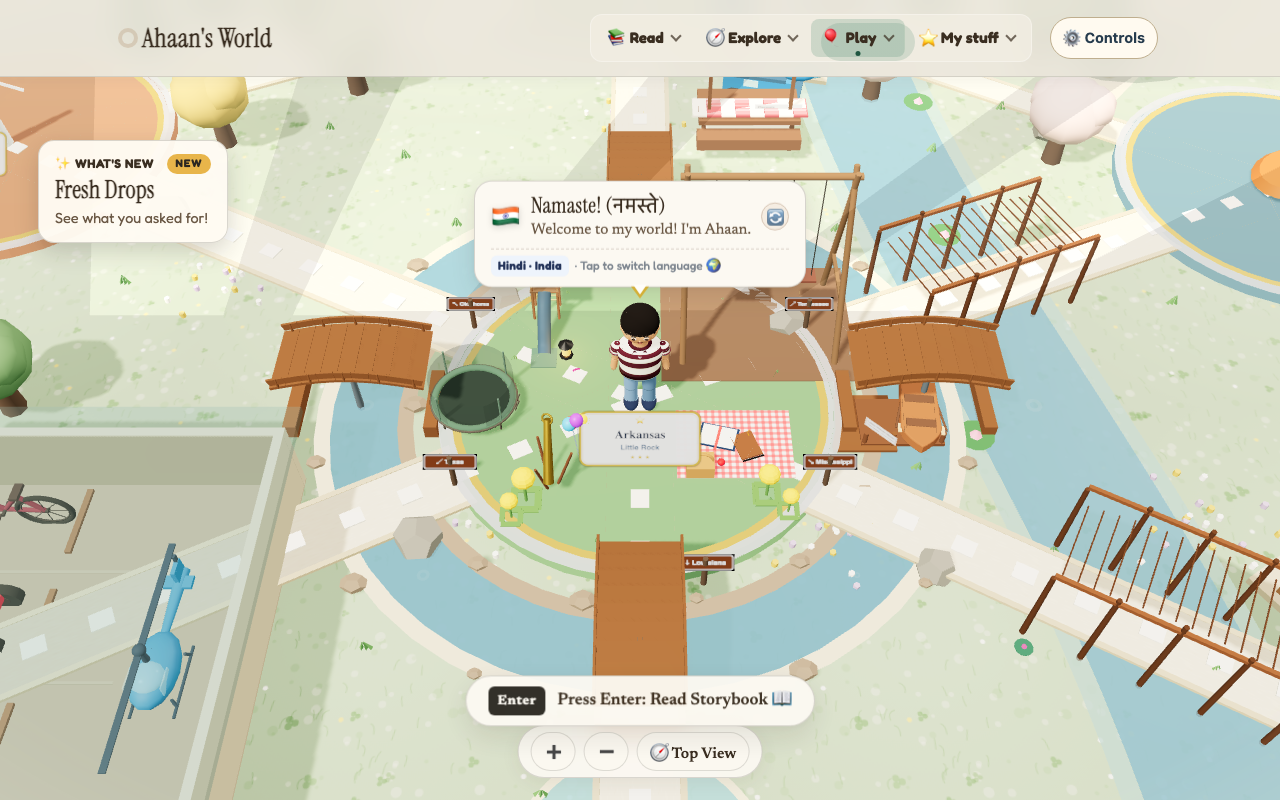 Ahaan's World
Read
Explore
Play
My stuff
Controls
WHAT'S NEW
NEW
Fresh Drops
See what you asked for!
Namaste! (नमस्ते)
Welcome to my world! I'm Ahaan.
Hindi · India
· Tap to switch language
Arkansas
Little Rock
Enter
Press Enter: Read Storybook
+
−
Top View